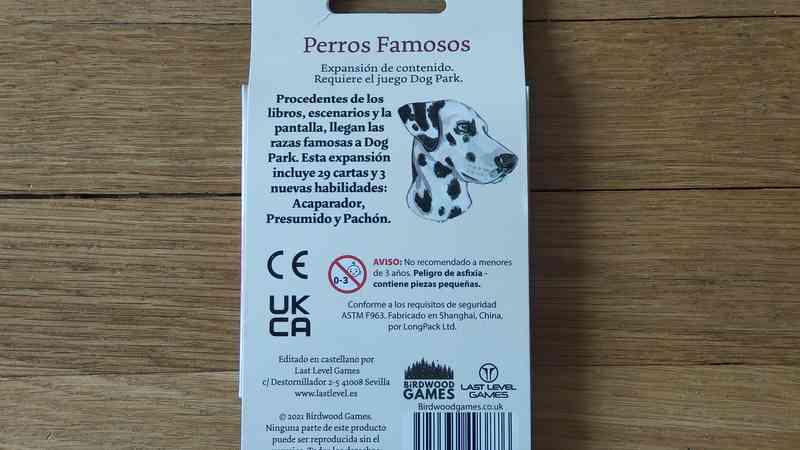 Perros Famosos
Expansión de contenido.
Requiere el juego Dog Park.
Procedentes de los
libros, escenarios y la
pantalla, llegan las
razas famosas a Dog
Park. Esta expansión
incluye 29 cartas y 3
nuevas habilidades:
Acaparador,
Presumido y Pachón.
CE
0-3
AVISO: No recomendado a menores
de 3 años. Peligro de asfixia -
contiene piezas pequeñas.
UK
CA
Conforme a los requisitos de seguridad
ASTM F963. Fabricado en Shanghai, China,
por LongPack Ltd.
Editado en castellano por
Last Level Games
c/ Destornillador 2-5 41008 Sevilla
www.lastlevel.es
BIRDWOOD
GAMES
LAST LEVEL
GAMES
Birdwoodgames.co.uk
© 2021 Birdwood Games.
Ninguna parte de este producto
puede ser reproducida sin el